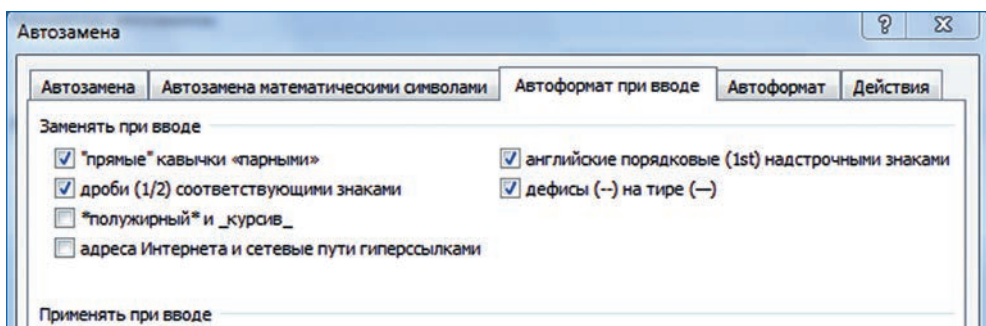 Автозамена
Автозамена Автозамена математическими символами Автоформат при вводе Автоформат Действия
Заменять при вводе
"прямые" кавычки «парными» английские порядковые (1st) надстрочными знаками
дроби (1/2) соответствующими знаками дефисы (--) на тире (—)
*полужирный* и _курсив_
адреса Интернета и сетевые пути гиперссылками
Применять при вводе